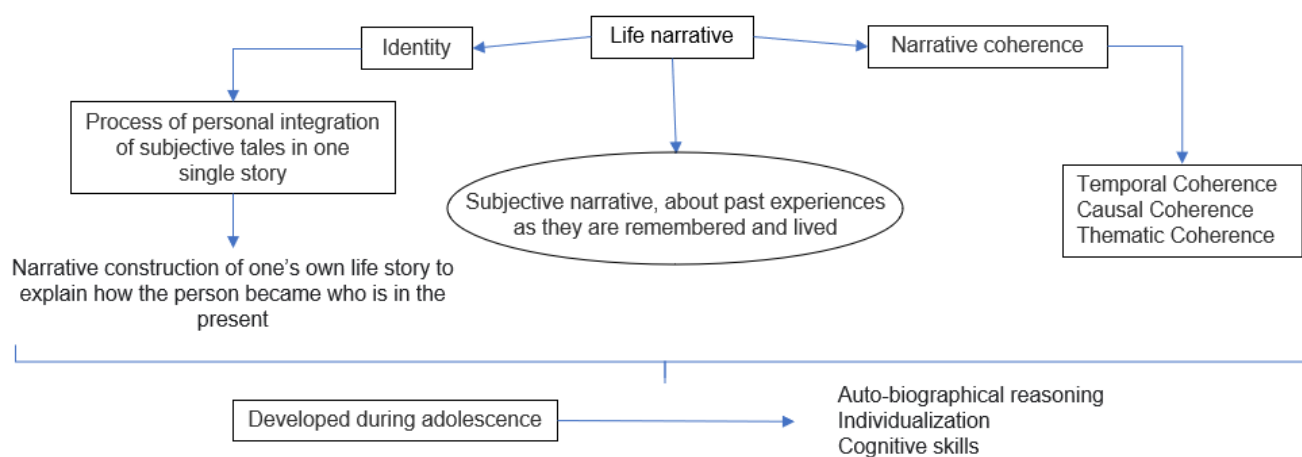 Life narrative
Identity
Narrative coherence
Process of personal integration
of subjective tales in one
single story
Subjective narrative, about past experiences
as they are remembered and lived
Temporal Coherence
Causal Coherence
Thematic Coherence
Narrative construction of one's own life story to
explain how the person became who is in the
present
Developed during adolescence
Auto-biographical reasoning
Individualization
Cognitive skills